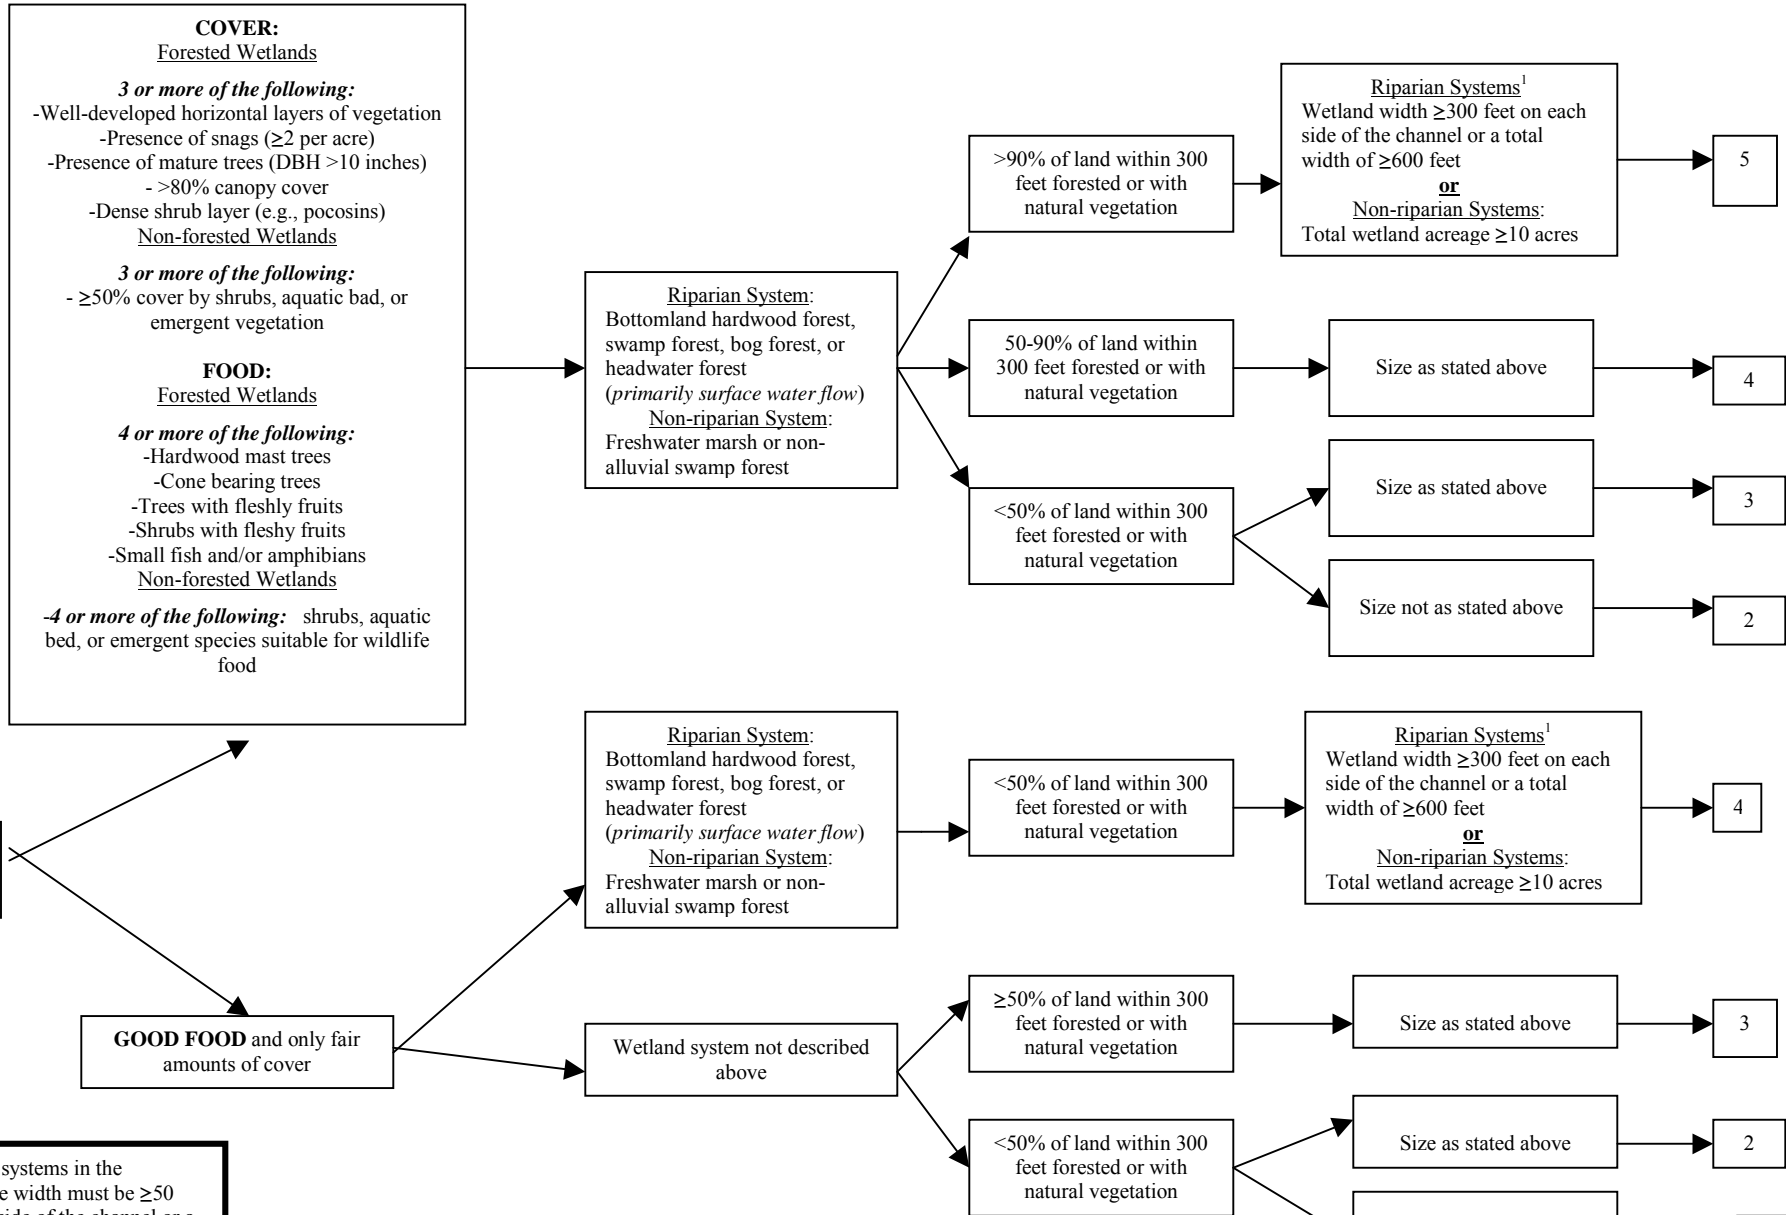 COVER:
Forested Wetlands
3 or more of the following:
-Well-developed horizontal layers of vegetation
-Presence of snags (≥2 per acre)
-Presence of mature trees (DBH >10 inches)
- >80% canopy cover
-Dense shrub layer (e.g., pocosins)
Non-forested Wetlands
3 or more of the following:
- ≥50% cover by shrubs, aquatic bad, or
emergent vegetation
FOOD:
Forested Wetlands
4 or more of the following:
-Hardwood mast trees
-Cone bearing trees
-Trees with fleshly fruits
-Shrubs with fleshy fruits
-Small fish and/or amphibians
Non-forested Wetlands
-4 or more of the following: shrubs, aquatic
bed, or emergent species suitable for wildlife
food
Riparian System:
Bottomland hardwood forest,
swamp forest, bog forest, or
headwater forest
(primarily surface water flow)
Non-riparian System:
Freshwater marsh or non-
alluvial swamp forest
>90% of land within 300
feet forested or with
natural vegetation
Riparian Systems¹
Wetland width ≥300 feet on each
side of the channel or a total
width of ≥600 feet
or
Non-riparian Systems:
Total wetland acreage ≥10 acres
5
50-90% of land within
300 feet forested or with
natural vegetation
Size as stated above
4
<50% of land within 300
feet forested or with
natural vegetation
Size as stated above
3
Size not as stated above
2
GOOD FOOD and only fair
amounts of cover
Riparian System:
Bottomland hardwood forest,
swamp forest, bog forest, or
headwater forest
(primarily surface water flow)
Non-riparian System:
Freshwater marsh or non-
alluvial swamp forest
<50% of land within 300
feet forested or with
natural vegetation
Riparian Systems¹
Wetland width ≥300 feet on each
side of the channel or a total
width of ≥600 feet
or
Non-riparian Systems:
Total wetland acreage ≥10 acres
4
Wetland system not described
above
≥50% of land within 300
feet forested or with
natural vegetation
Size as stated above
3
<50% of land within 300
feet forested or with
natural vegetation
Size as stated above
2
systems in the
e width must be ≥50
side of the channel or a